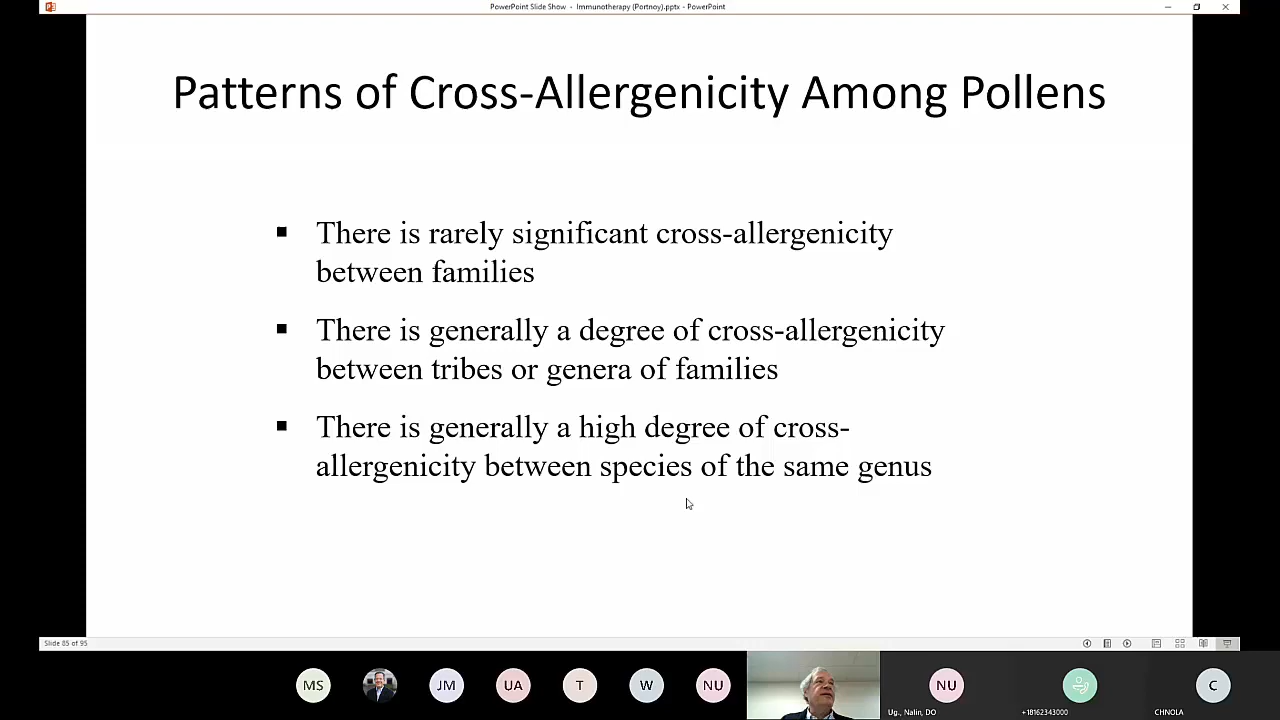 PowerPoint Slide Show - Immunotherapy (Portnoy).pptx - PowerPoint
Patterns of Cross-Allergenicity Among Pollens
There is rarely significant cross-allergenicity
between families
There is generally a degree of cross-allergenicity
between tribes or genera of families
There is generally a high degree of cross-
allergenicity between species of the same genus
Slide 85 of 95
MS
JM
UA
T
W
NU
NU
C
Ug., Nalin, DO
+18162343000
CHNOLA